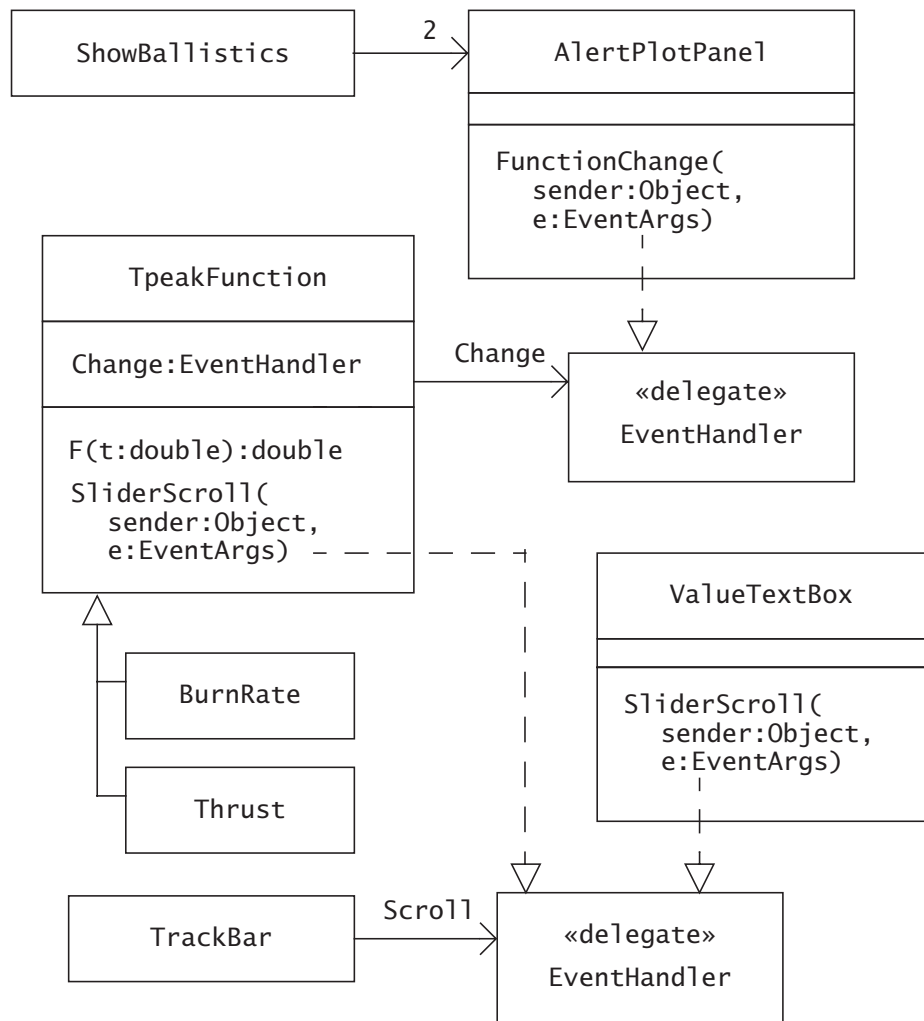 ShowBallistics
2
AlertPlotPanel
FunctionChange(
sender:Object,
e:EventArgs)
TpeakFunction
Change:EventHandler
F(t:double):double
SliderScroll(
sender:Object,
e:EventArgs)
Change
«delegate»
EventHandler
ValueTextBox
SliderScroll(
sender:Object,
e:EventArgs)
BurnRate
Thrust
TrackBar
Scroll
«delegate»
EventHandler